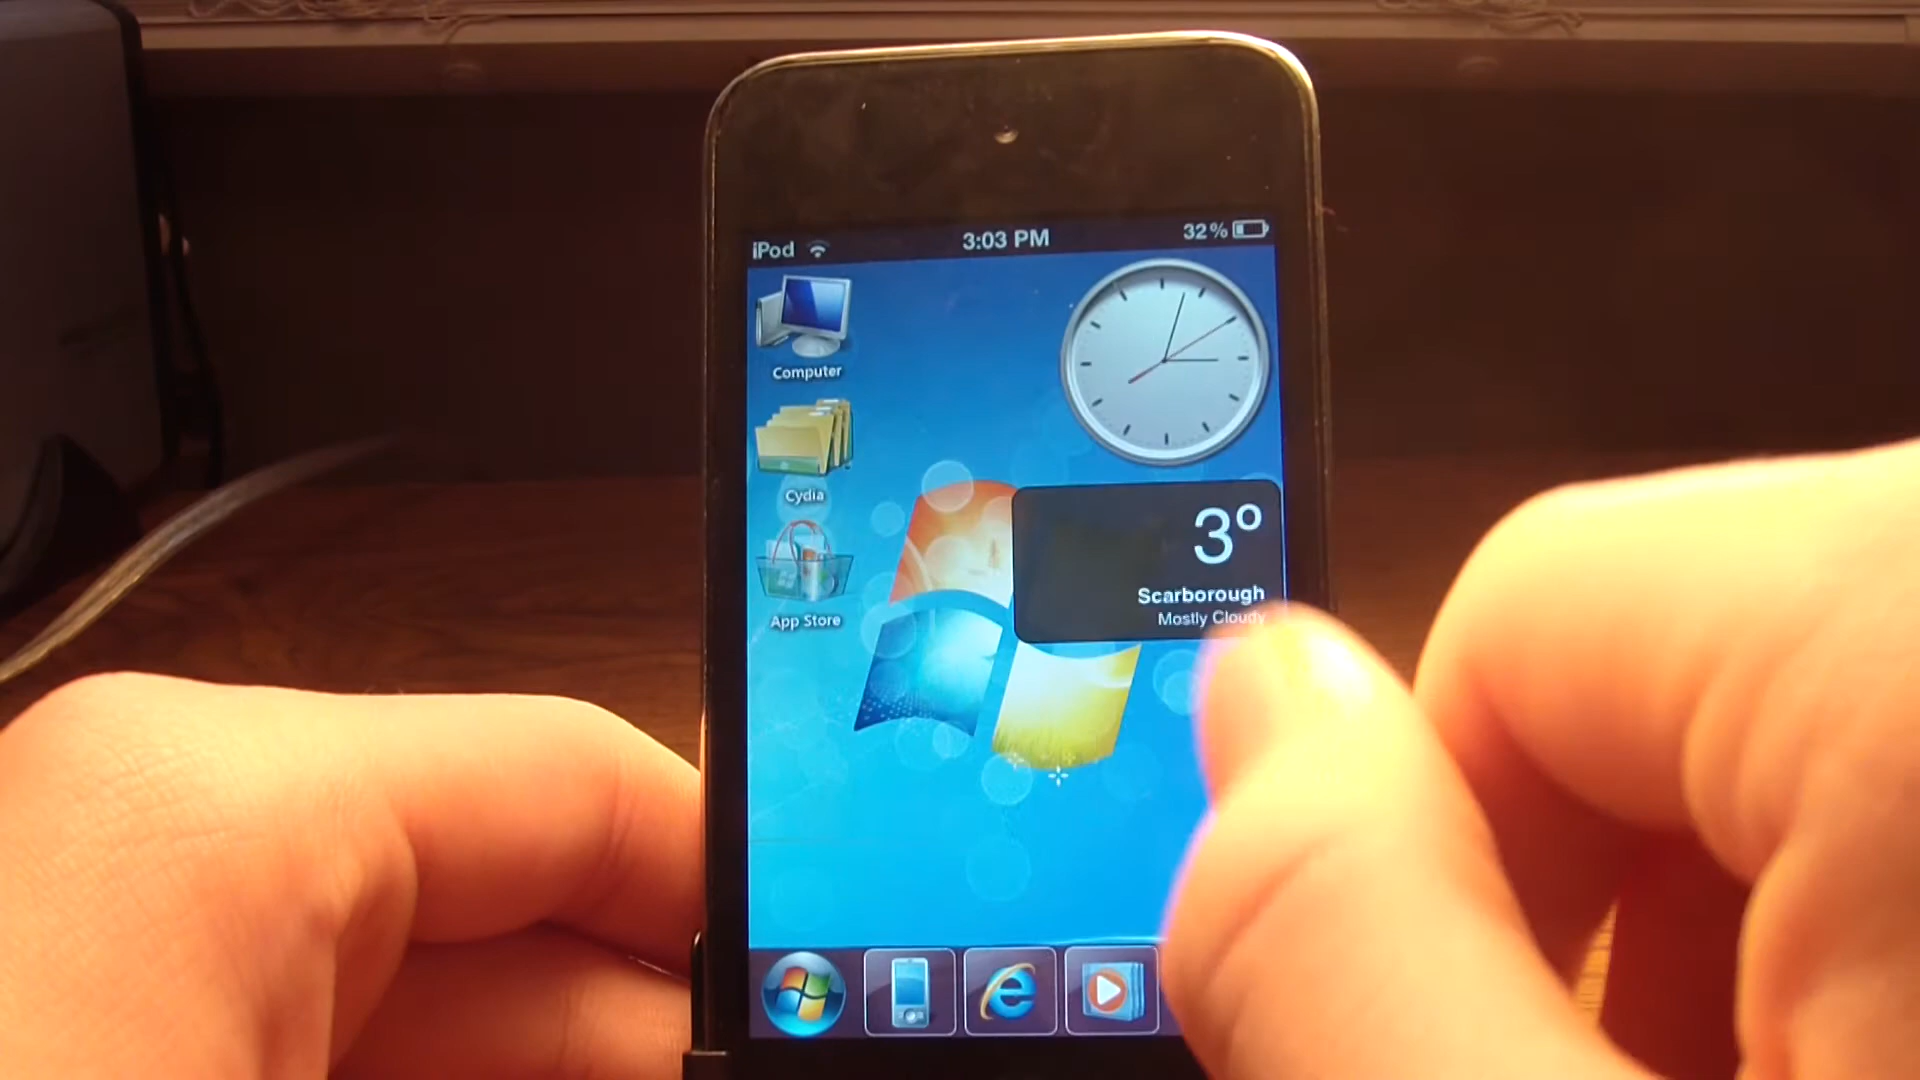 iPod
3:03 PM
32%
Computer
Cydia
App Store
3°
Scarborough
Mostly Cloudy